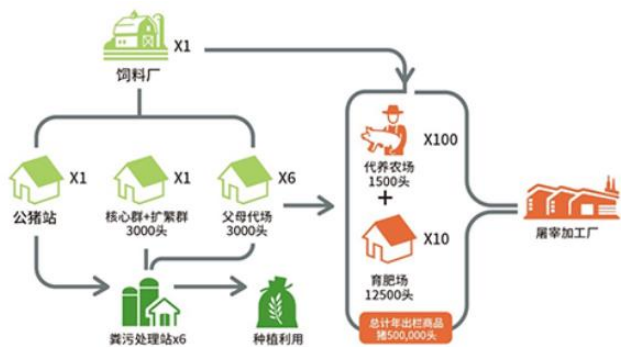 X1
饲料厂
X1
公猪站
X1
核心群+扩繁群
3000头
X6
父母代场
3000头
X100
代养农场
1500头
+
X10
育肥场
12500头
总计年出栏商品
猪500,000头
屠宰加工厂
粪污处理站x6
种植利用